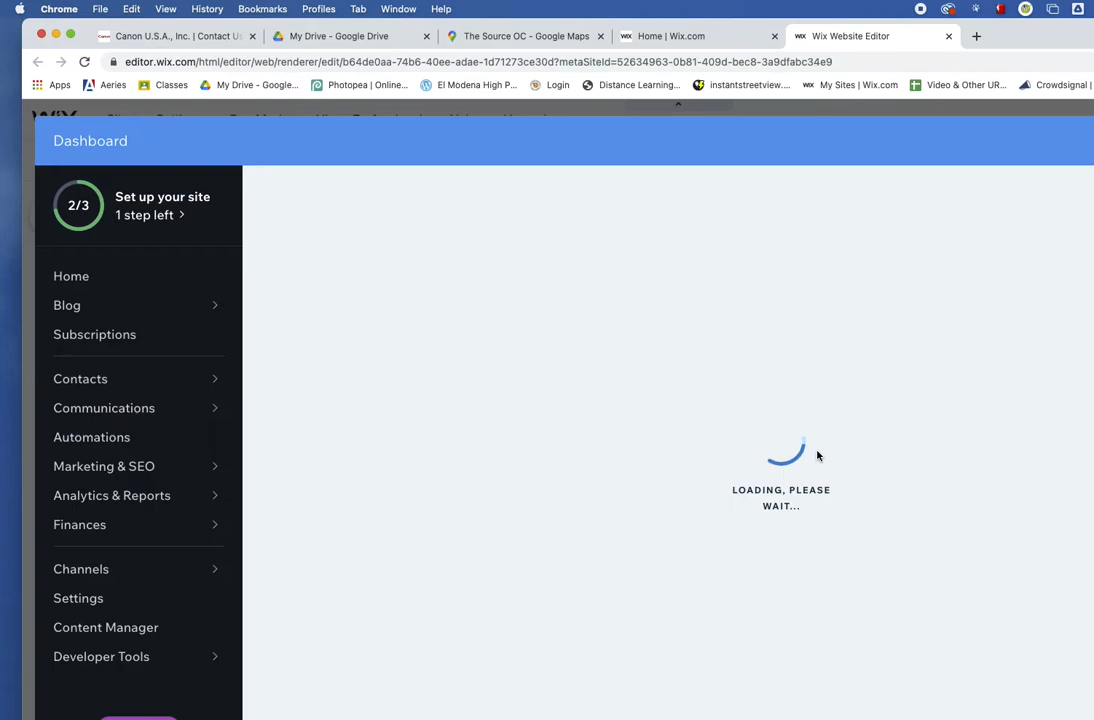 Chrome File Edit View History Bookmarks Profiles Tab Window Help
Canon U.S.A., Inc. | Contact Us My Drive - Google Drive The Source OC - Google Maps Home | Wix.com Wix Website Editor
editor.wix.com/html/editor/web/renderer/edit/b64de0aa-74b6-40ee-adae-1d71273ce30d?metaSiteId=52634963-0b81-409d-bec8-3a9dfabc34e9
Apps Aeries Classes My Drive - Google... Photopea | Online... El Modena High P... Login Distance Learning... instantstreetview.... My Sites | Wix.com Video & Other UR... Crowdsignal |
Dashboard
2/3
Set up your site
1 step left
Home
Blog
Subscriptions
Contacts
Communications
Automations
Marketing & SEO
Analytics & Reports
Finances
Channels
Settings
Content Manager
Developer Tools
LOADING, PLEASE
WAIT...